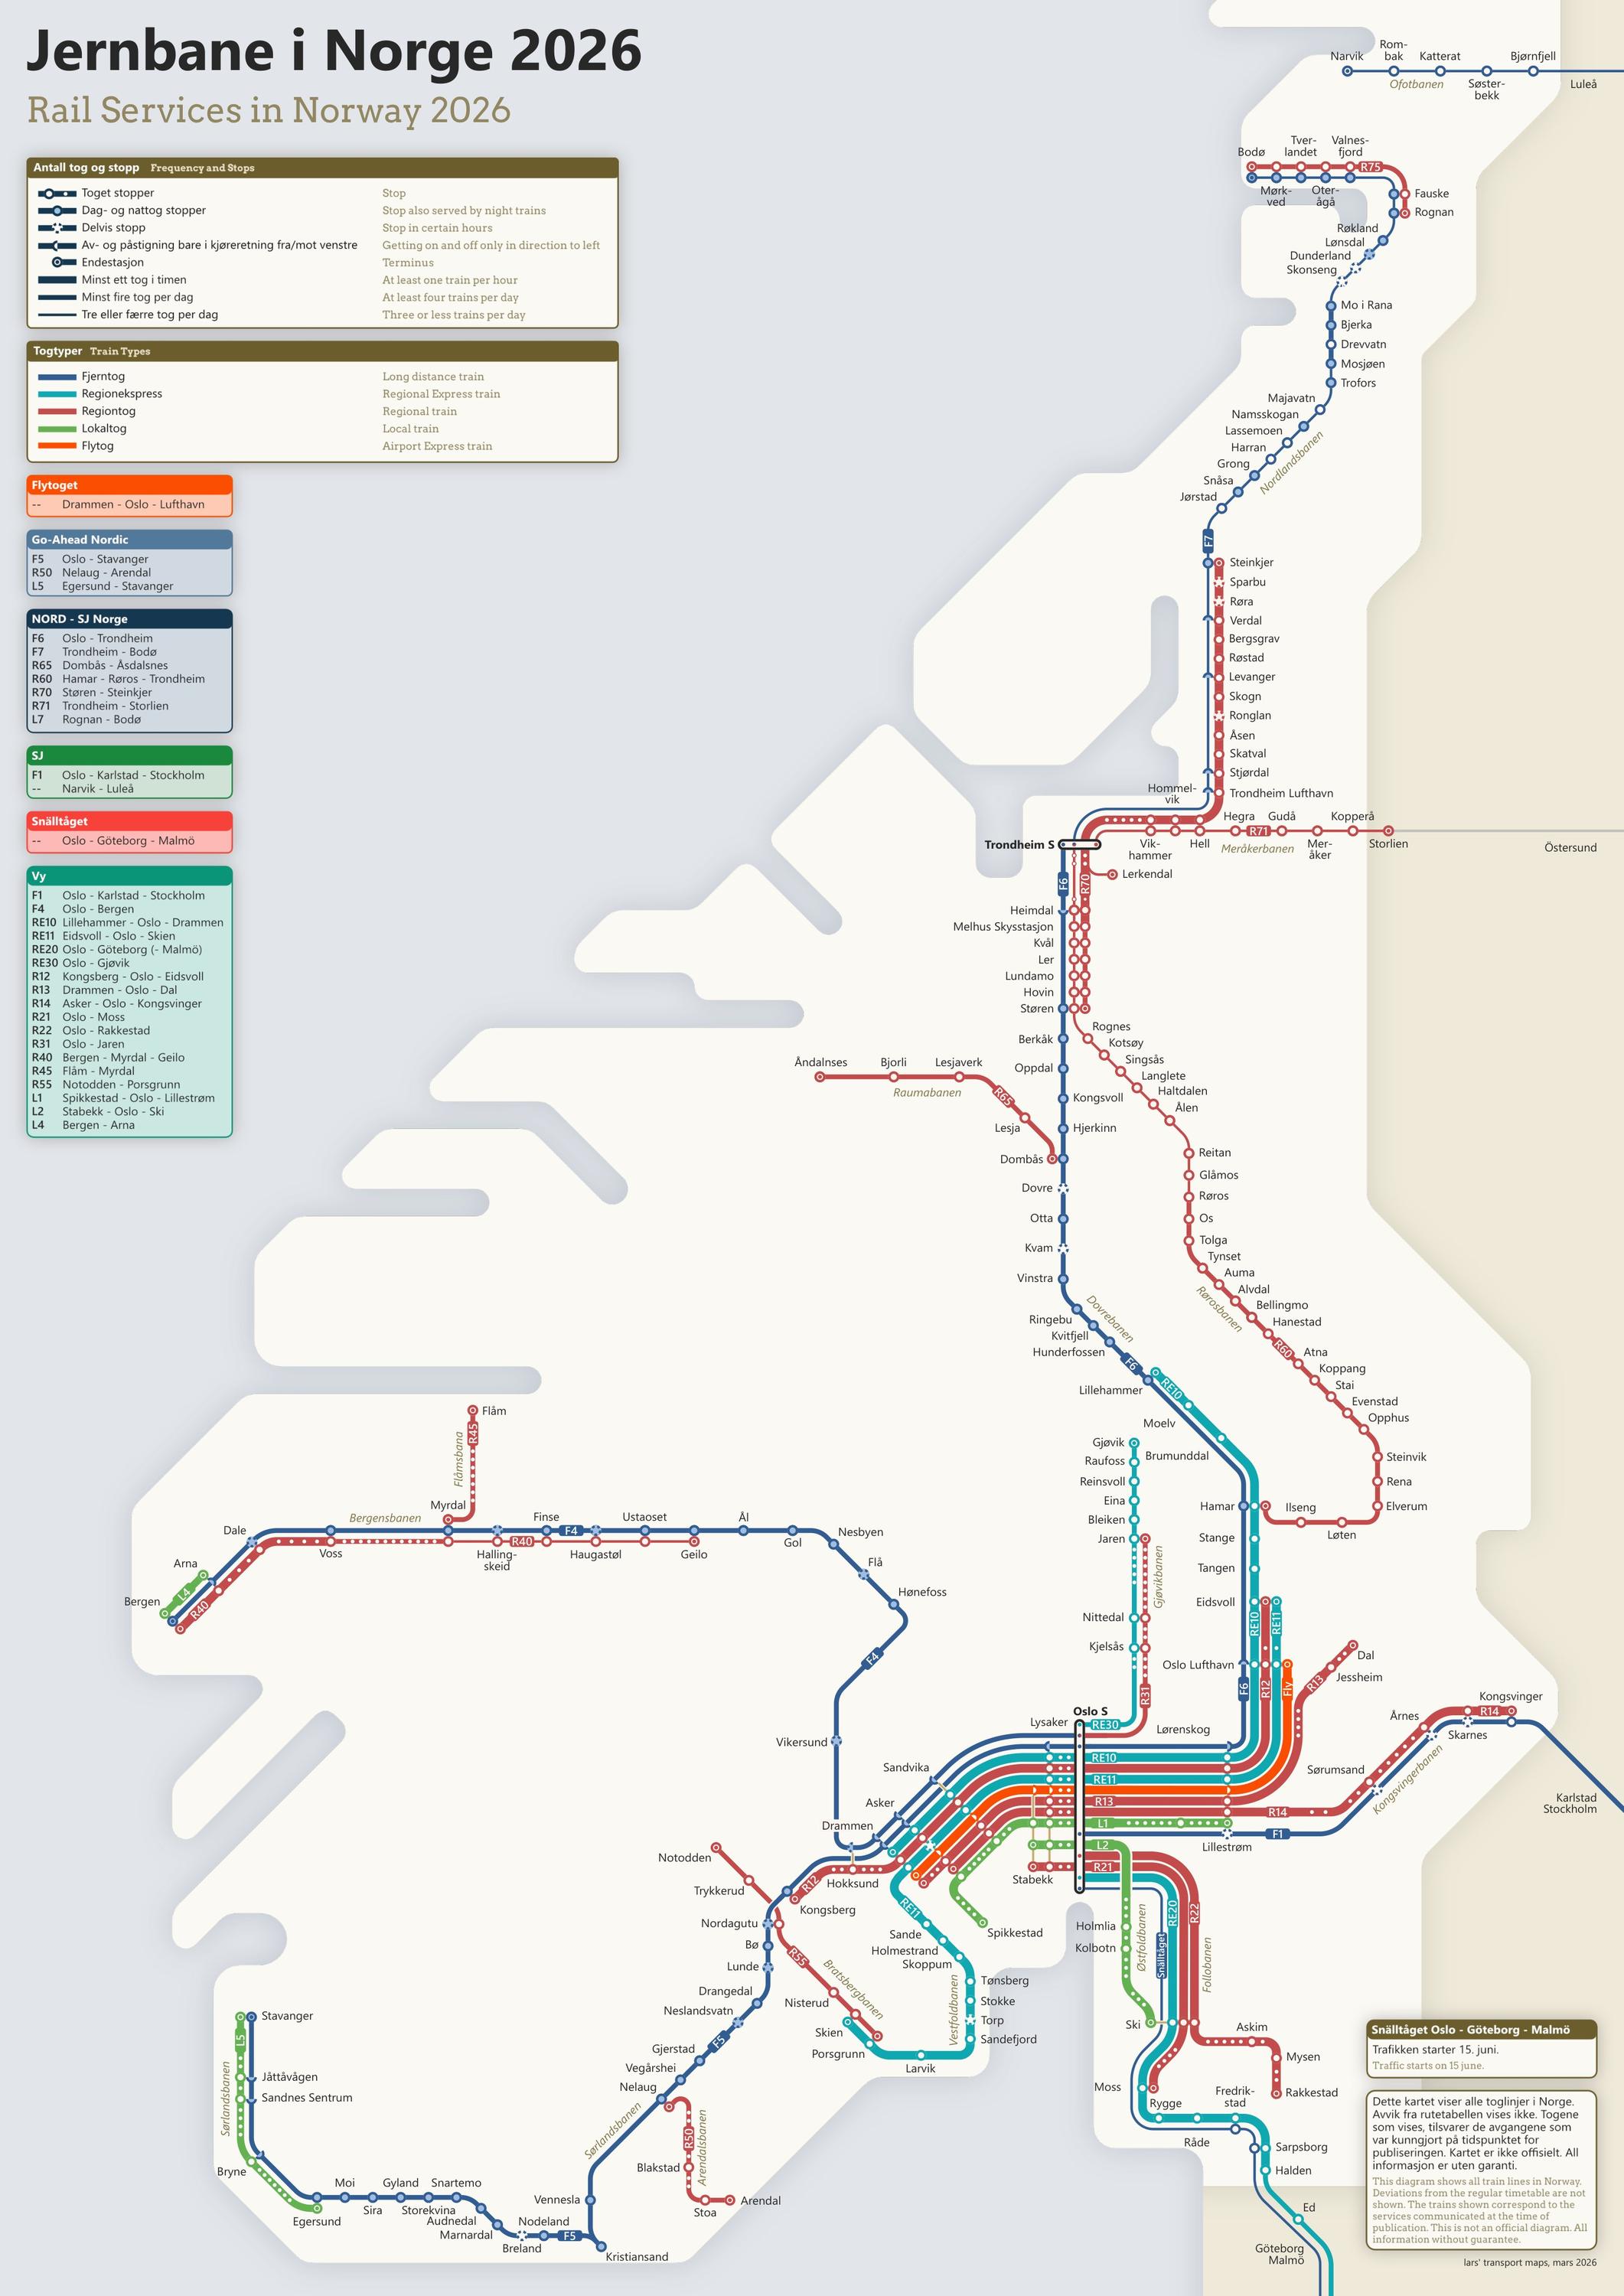 Jernbane i Norge 2026
Rail Services in Norway 2026
Antall tog og stopp Frequency and Stops
Toget stopper Stop
Dag- og nattog stopper Stop also served by night trains
Delvis stopp Stop in certain hours
Av- og påstigning bare i kjøreretning fra/mot venstre Getting on and off only in direction to left
Endestasjon Terminus
Minst ett tog i timen At least one train per hour
Minst fire tog per dag At least four trains per day
Tre eller færre tog per dag Three or less trains per day
Togtyper Train Types
Fjerntog Long distance train
Regionekspress Regional Express train
Regiontog Regional train
Lokaltog Local train
Flytog Airport Express train
Flytoget
-- Drammen - Oslo - Lufthavn
Go-Ahead Nordic
F5 Oslo - Stavanger
R50 Nelaug - Arendal
L5 Egersund - Stavanger
NORD - SJ Norge
F6 Oslo - Trondheim
F7 Trondheim - Bodø
R65 Dombås - Åsdalsnes
R60 Hamar - Røros - Trondheim
R70 Støren - Steinkjer
R71 Trondheim - Storlien
L7 Rognan - Bodø
SJ
F1 Oslo - Karlstad - Stockholm
-- Narvik - Luleå
Snälltåget
-- Oslo - Göteborg - Malmö
Vy
F1 Oslo - Karlstad - Stockholm
F4 Oslo - Bergen
RE10 Lillehammer - Oslo - Drammen
RE11 Eidsvoll - Oslo - Skien
RE20 Oslo - Göteborg (- Malmö)
RE30 Oslo - Gjøvik
R12 Kongsberg - Oslo - Eidsvoll
R13 Drammen - Oslo - Dal
R14 Asker - Oslo - Kongsvinger
R21 Oslo - Moss
R22 Oslo - Rakkestad
R31 Oslo - Jaren
R40 Bergen - Myrdal - Geilo
R45 Flåm - Myrdal
R55 Notodden - Porsgrunn
L1 Spikkestad - Oslo - Lillestrøm
L2 Stabekk - Oslo - Ski
L4 Bergen - Arna
Narvik
Rom-
bak
Katterat
Søster-
bekk
Bjørnfjell
Ofotbanen
Luleå
Bodø
Mørk-
ved
Tver-
landet
Oter-
ågå
Valnes-
fjord
R75
Fauske
Rognan
Røkland
Lønsdal
Dunderland
Skonseng
Mo i Rana
Bjerka
Drevvatn
Mosjøen
Trofors
Majavatn
Namsskogan
Lassemoen
Harran
Grong
Snåsa
Jørstad
Nordlandsbanen
F7
Steinkjer
Sparbu
Røra
Verdal
Bergsgrav
Røstad
Levanger
Skogn
Ronglan
Åsen
Skatval
Stjørdal
Trondheim Lufthavn
Hommel-
vik
Vik-
hammer
Hell
Hegra
R71
Gudå
Mer-
åker
Kopperå
Storlien
Meråkerbanen
Östersund
Trondheim S
Lerkendal
F6
R70
Heimdal
Melhus Skysstasjon
Kvål
Ler
Lundamo
Hovin
Støren
Berkåk
Oppdal
Kongsvoll
Hjerkinn
Dombås
Dovre
Otta
Kvam
Vinstra
Ringebu
Kvitfjell
Hunderfossen
Dovrebanen
F6
Lillehammer
RE10
Moelv
Brumunddal
Hamar
Stange
Tangen
Eidsvoll
Oslo Lufthavn
Åndalnses
Bjorli
Lesjaverk
Raumabanen
R65
Lesja
Rognes
Kotsøy
Singsås
Langlete
Haltdalen
Ålen
Reitan
Glåmos
Røros
Os
Tolga
Tynset
Auma
Alvdal
Bellingmo
Hanestad
Rørosbanen
R60
Atna
Koppang
Stai
Evenstad
Opphus
Steinvik
Rena
Elverum
Løten
Ilseng
Gjøvik
Raufoss
Reinsvoll
Eina
Bleiken
Jaren
Gjøvikbanen
Nittedal
Kjelsås
R31
RE30
RE10
R12
RE11
F6
Fly
R13
Dal
Jessheim
Flåm
R45
Flåmsbana
Myrdal
Bergensbanen
Dale
Arna
Bergen
L4
R40
Voss
Halling-
skeid
R40
Finse
F4
Haugastøl
Ustaoset
Geilo
Ål
Gol
Nesbyen
Flå
Hønefoss
F4
Vikersund
Oslo S
Lysaker
Lørenskog
RE10
RE11
R13
R14
L1
L2
R21
F1
Lillestrøm
Sørumsand
Årnes
Skarnes
Kongsvinger
R14
Kongsvingerbanen
Karlstad
Stockholm
Sandvika
Asker
Drammen
Stabekk
Spikkestad
Hokksund
R12
Kongsberg
Notodden
Trykkerud
Nordagutu
Bø
Lunde
Drangedal
Neslandsvatn
F5
Gjerstad
Vegårshei
Nelaug
R55
Bratsbergbanen
Nisterud
Skien
Porsgrunn
Larvik
RE11
Sande
Holmestrand
Skoppum
Tønsberg
Stokke
Torp
Sandefjord
Vestfoldbanen
Sørlandsbanen
R50
Arendalsbanen
Blakstad
Stoa
Arendal
Vennesla
Kristiansand
F5
Nodeland
Breland
Marnardal
Audnedal
Snartemo
Storekvina
Gyland
Sira
Moi
Egersund
Bryne
Sandnes Sentrum
Jåttåvågen
Stavanger
L5
Sørlandsbanen
Holmlia
Kolbotn
Østfoldbanen
Snälltåget
RE20
R22
Follobanen
Ski
Askim
Mysen
Rakkestad
Moss
Rygge
Råde
Fredrik-
stad
Sarpsborg
Halden
Ed
Göteborg
Malmö
Snälltåget Oslo - Göteborg - Malmö
Trafikken starter 15. juni.
Traffic starts on 15 june.
Dette kartet viser alle toglinjer i Norge.
Avvik fra rutetabellen vises ikke. Togene
som vises, tilsvarer de avgangene som
var kunngjort på tidspunktet for
publiseringen. Kartet er ikke offisielt. All
informasjon er uten garanti.
This diagram shows all train lines in Norway.
Deviations from the regular timetable are not
shown. The trains shown correspond to the
services communicated at the time of
publication. This is not an official diagram. All
information without guarantee.
lars' transport maps, mars 2026